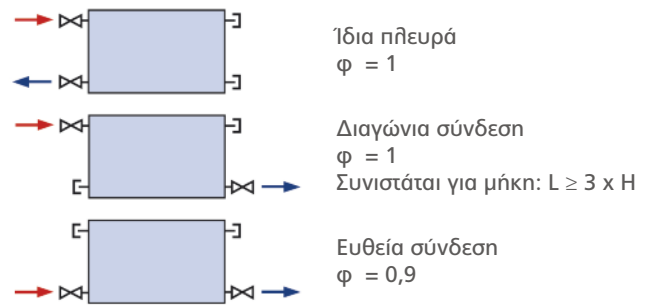 Ίδια πλευρά
φ = 1
Διαγώνια σύνδεση
φ = 1
Συνιστάται για μήκη: L ≥ 3 x H
Ευθεία σύνδεση
φ = 0,9